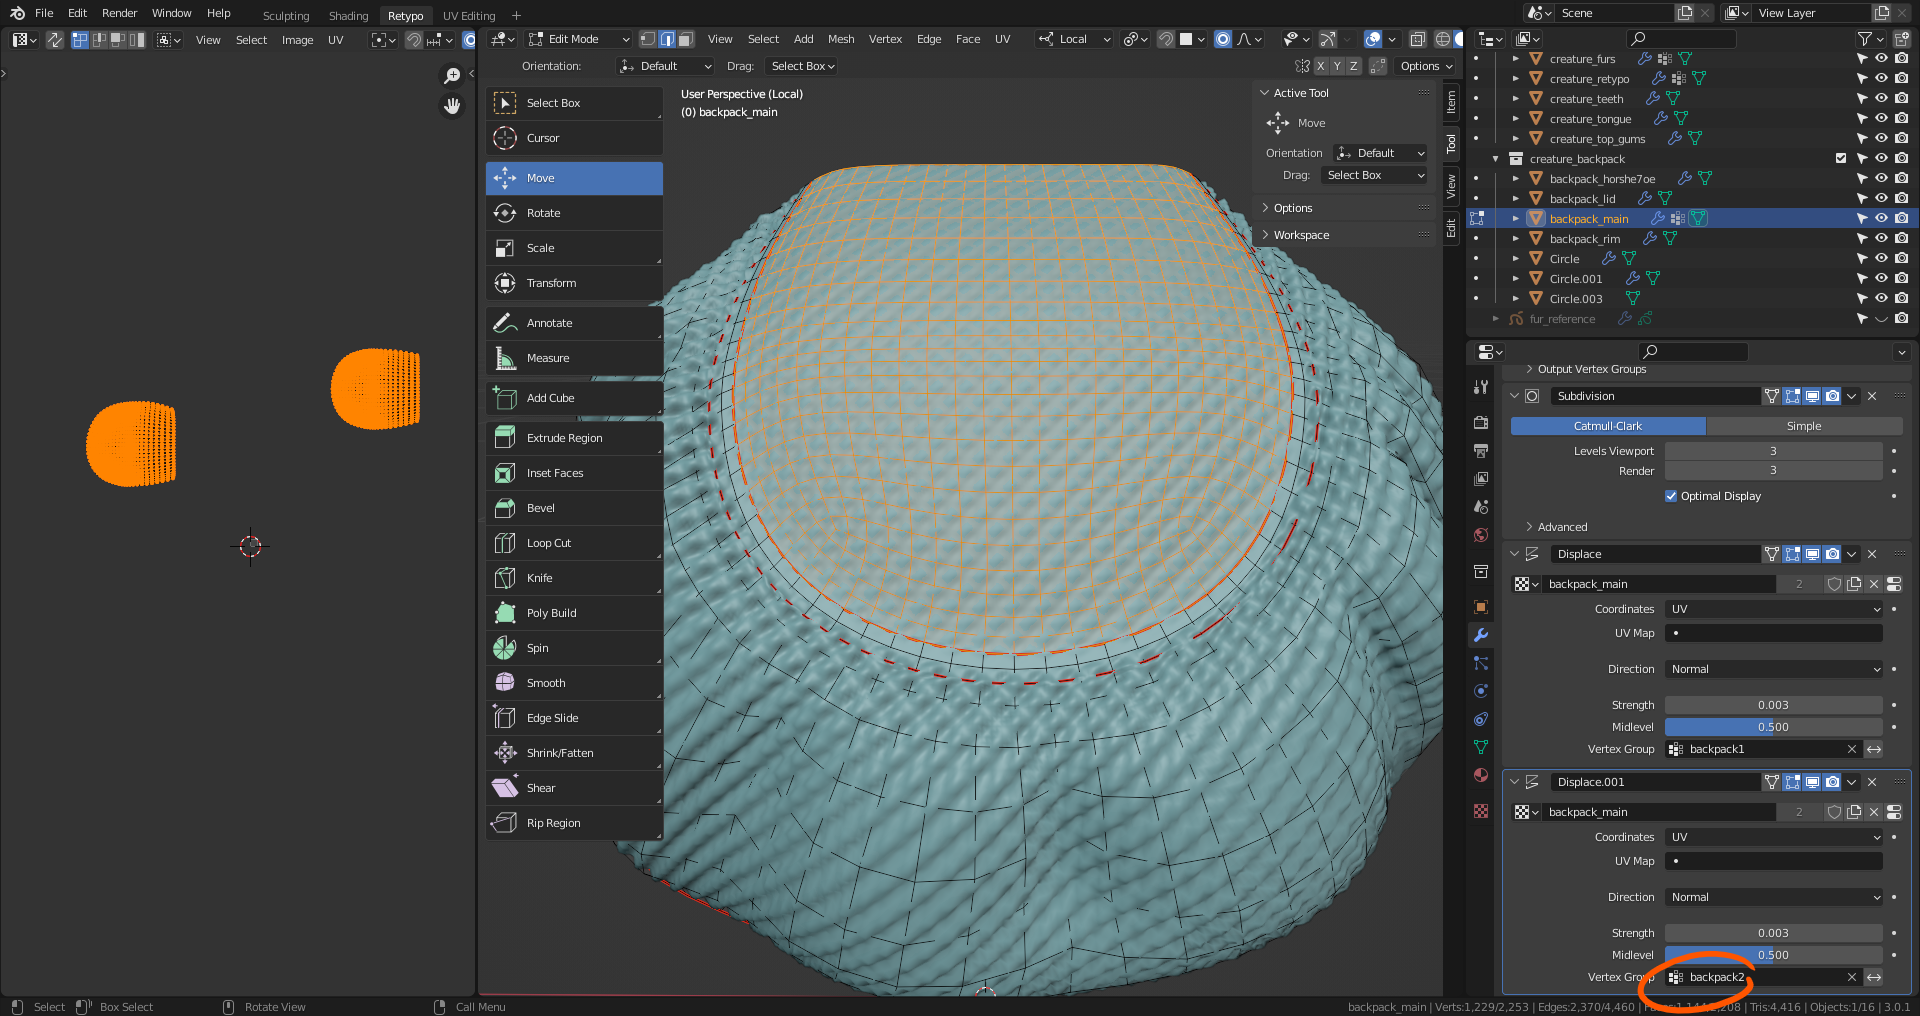 File Edit Render Window Help Sculpting Shading Retypo UV Editing + Scene View Layer
View Select Image UV
Edit Mode View Select Add Mesh Vertex Edge Face UV Local
Orientation: Default Drag: Select Box X Y Z Options
User Perspective (Local)
(0) backpack_main
Select Box
Cursor
Move
Rotate
Scale
Transform
Annotate
Measure
Add Cube
Extrude Region
Inset Faces
Bevel
Loop Cut
Knife
Poly Build
Spin
Smooth
Edge Slide
Shrink/Fatten
Shear
Rip Region
Active Tool
Move
Orientation Default
Drag: Select Box
Options
Workspace
Item
Tool
View
Edit
creature_furs
creature_retypo
creature_teeth
creature_tongue
creature_top_gums
creature_backpack
backpack_horshe7oe
backpack_lid
backpack_main
backpack_rim
Circle
Circle.001
Circle.003
fur_reference
Output Vertex Groups
Subdivision
Catmull-Clark Simple
Levels Viewport 3
Render 3
Optimal Display
Advanced
Displace
backpack_main 2
Coordinates UV
UV Map
Direction Normal
Strength 0.003
Midlevel 0.500
Vertex Group backpack1
Displace.001
backpack_main 2
Coordinates UV
UV Map
Direction Normal
Strength 0.003
Midlevel 0.500
Vertex Group backpack2
Select Box Select Rotate View Call Menu
backpack_main | Verts:1,229/2,253 | Edges:2,370/4,460 | Tris:4,416 | Objects:1/16 | 3.0.1